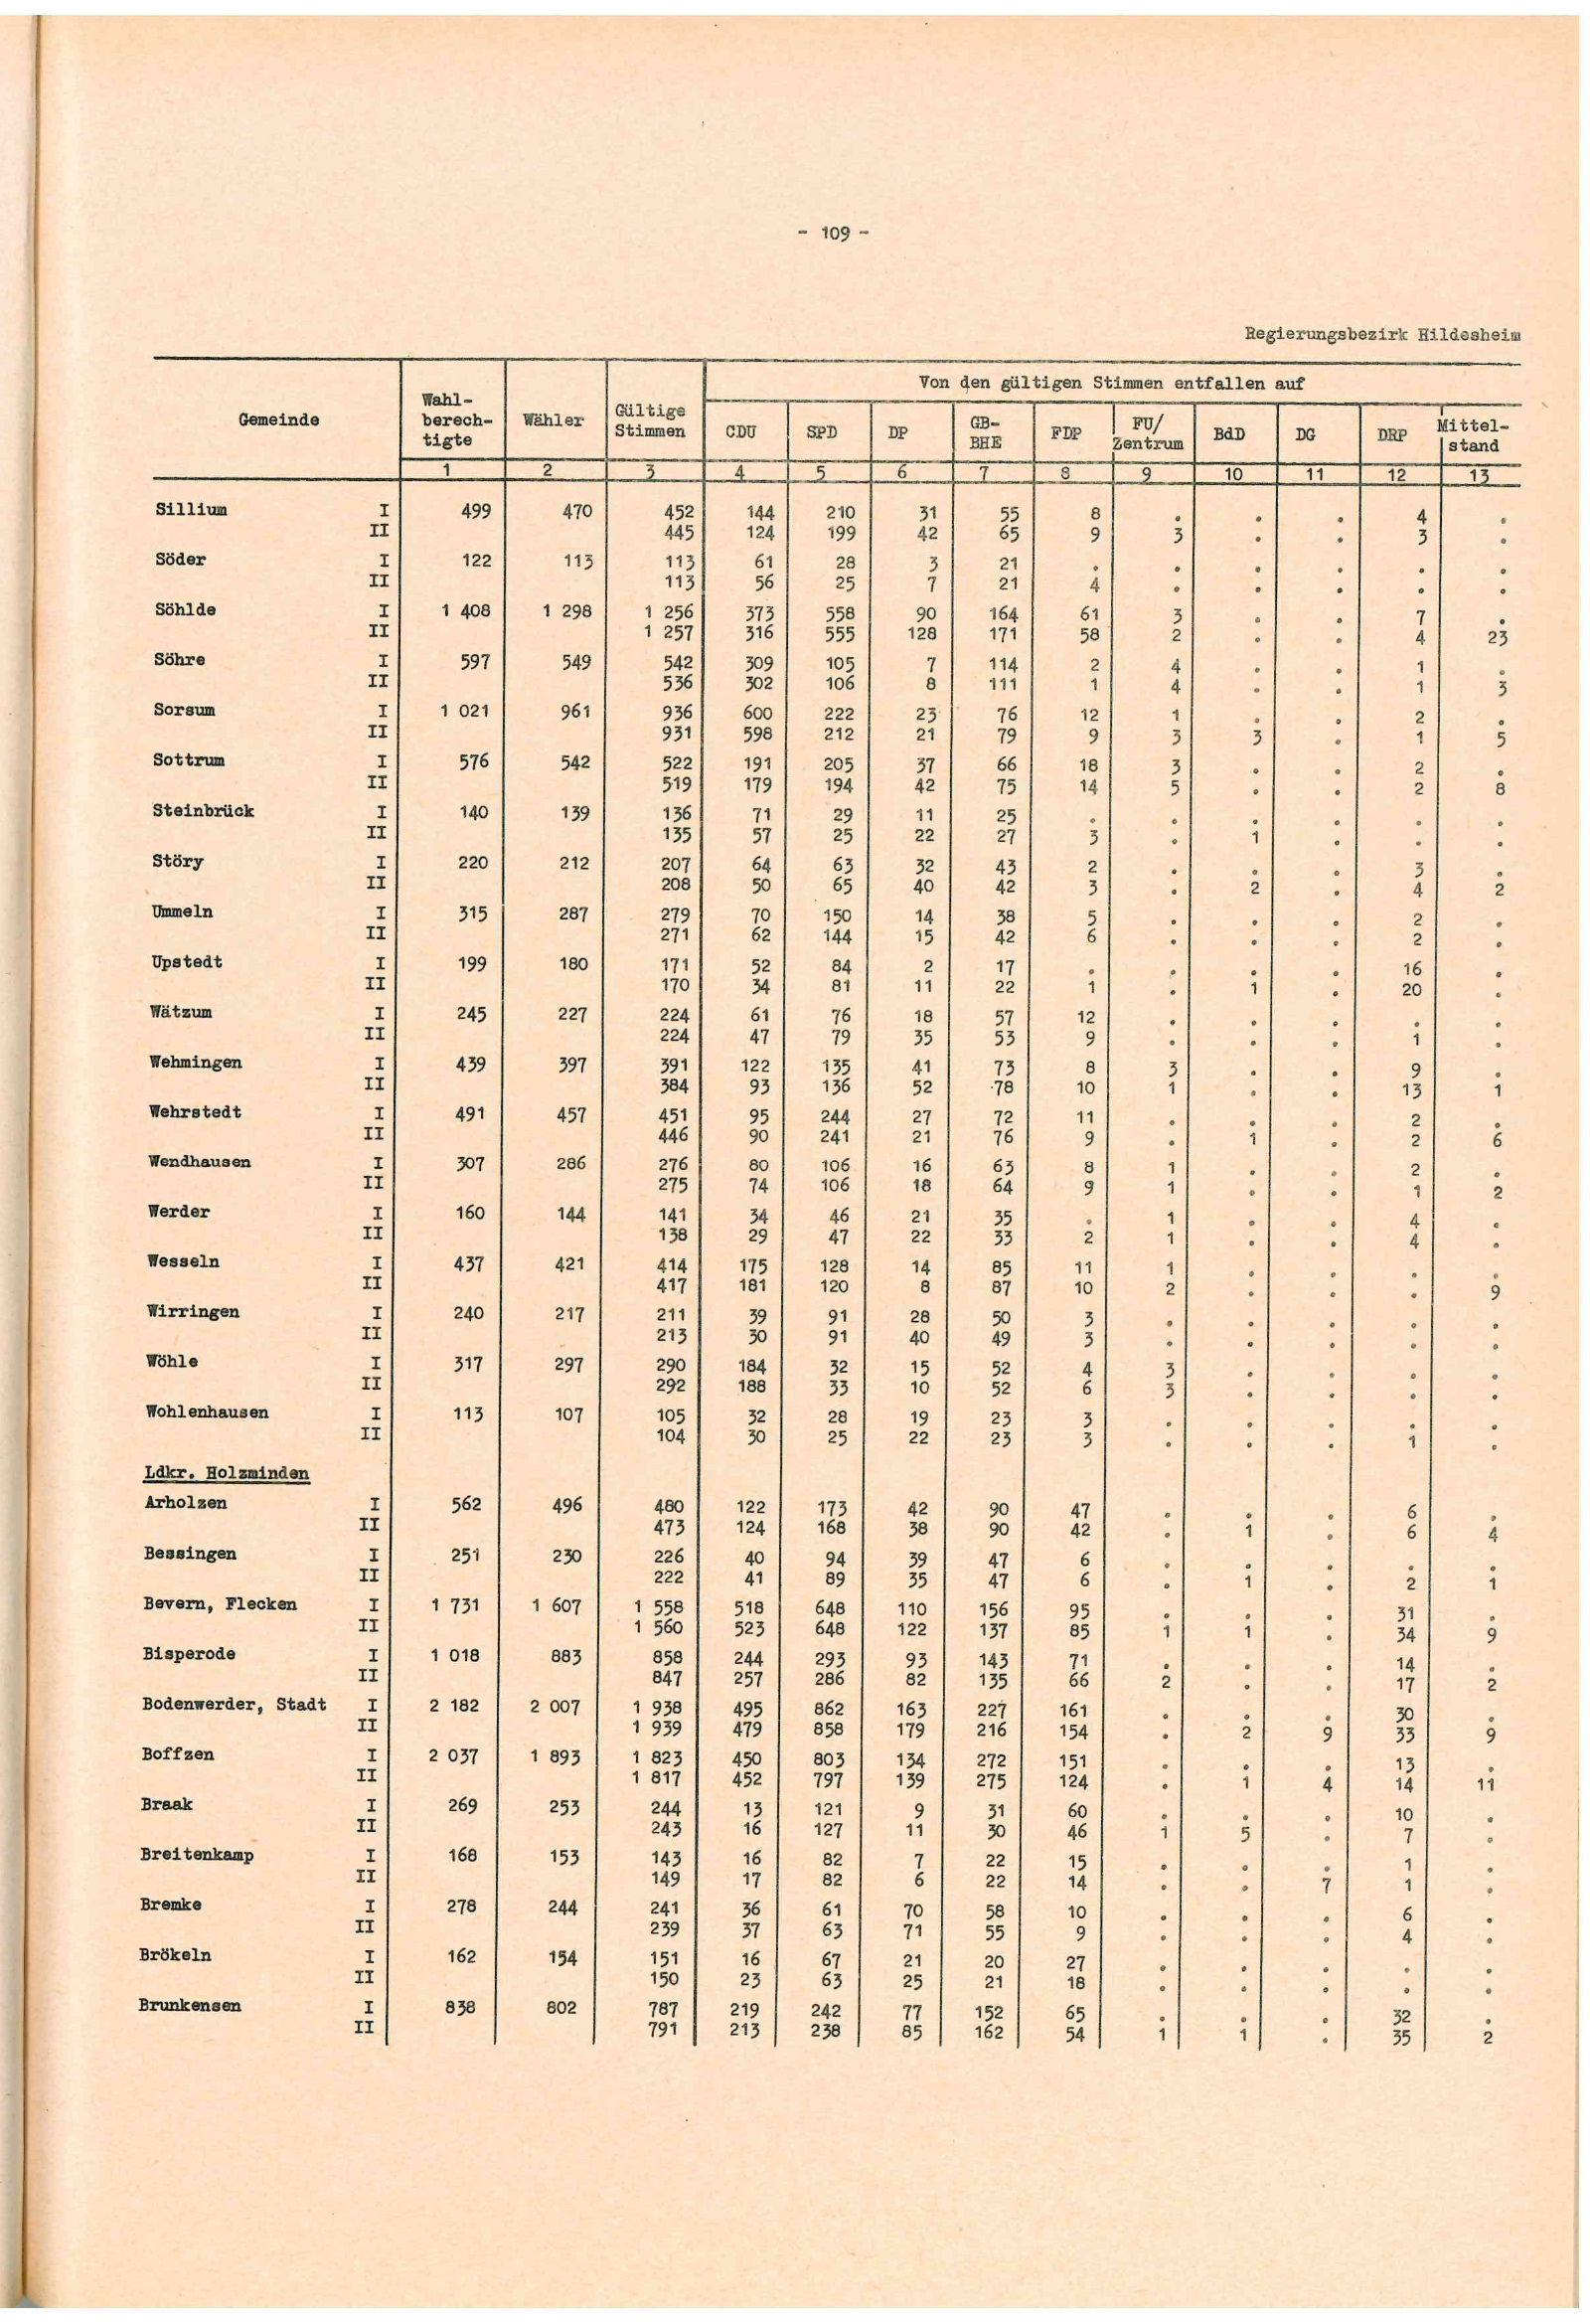 - 109 -
Regierungsbezirk Hildesheim
Gemeinde Wahl-berech-tigte Wähler Gültige Stimmen Von den gültigen Stimmen entfallen auf
CDU SPD DP GB-BHE FDP FU/Zentrum BdD DG DRP Mittel-stand
1 2 3 4 5 6 7 8 9 10 11 12 13
Sillium I 499 470 452 144 210 31 55 8 . . . 4 .
II 445 124 199 42 65 9 3 . . 3 .
Söder I 122 113 113 61 28 3 21 . . . . . .
II 113 56 25 7 21 4 . . . . .
Söhlde I 1 408 1 298 1 256 373 558 90 164 61 3 . . 7 .
II 1 257 316 555 128 171 58 2 . . 4 23
Söhre I 597 549 542 309 105 7 114 2 4 . . 1 .
II 536 302 106 8 111 1 4 . . 1 3
Sorsum I 1 021 961 936 600 222 23 76 12 1 . . 2 .
II 931 598 212 21 79 9 3 3 . 1 5
Sottrum I 576 542 522 191 205 37 66 18 3 . . 2 .
II 519 179 194 42 75 14 5 . . 2 8
Steinbrück I 140 139 136 71 29 11 25 . . . . . .
II 135 57 25 22 27 3 . 1 . . .
Störy I 220 212 207 64 63 32 43 2 . . . 3 .
II 208 50 65 40 42 3 . 2 . 4 2
Ummeln I 315 287 279 70 150 14 38 5 . . . 2 .
II 271 62 144 15 42 6 . . . 2 .
Upstedt I 199 180 171 52 84 2 17 . . . . 16 .
II 170 34 81 11 22 1 . 1 . 20 .
Wätzum I 245 227 224 61 76 18 57 12 . . . . .
II 224 47 79 35 53 9 . . . 1 .
Wehmingen I 439 397 391 122 135 41 73 8 3 . . 9 .
II 384 93 136 52 78 10 1 . . 13 1
Wehrstedt I 491 457 451 95 244 27 72 11 . . . 2 .
II 446 90 241 21 76 9 . 1 . 2 6
Wendhausen I 307 286 276 80 106 16 63 8 1 . . 2 .
II 275 74 106 18 64 9 1 . . 1 2
Werder I 160 144 141 34 46 21 35 . 1 . . 4 .
II 138 29 47 22 33 2 1 . . 4 .
Wesseln I 437 421 414 175 128 14 85 11 1 . . . .
II 417 181 120 8 87 10 2 . . . 9
Wirringen I 240 217 211 39 91 28 50 3 . . . . .
II 213 30 91 40 49 3 . . . . .
Wöhle I 317 297 290 184 32 15 52 4 3 . . . .
II 292 188 33 10 52 6 3 . . . .
Wohlenhausen I 113 107 105 32 28 19 23 3 . . . . .
II 104 30 25 22 23 3 . . . 1 .
Ldkr. Holzminden
Arholzen I 562 496 480 122 173 42 90 47 . . . 6 .
II 473 124 168 38 90 42 . 1 . 6 4
Bessingen I 251 230 226 40 94 39 47 6 . . . . .
II 222 41 89 35 47 6 . 1 . 2 1
Bevern, Flecken I 1 731 1 607 1 558 518 648 110 156 95 . . . 31 .
II 1 560 523 648 122 137 85 1 1 . 34 9
Bisperode I 1 018 883 858 244 293 93 143 71 . . . 14 .
II 847 257 286 82 135 66 2 . . 17 2
Bodenwerder, Stadt I 2 182 2 007 1 938 495 862 163 227 161 . . . 30 .
II 1 939 479 858 179 216 154 . 2 9 33 9
Boffzen I 2 037 1 893 1 823 450 803 134 272 151 . . . 13 .
II 1 817 452 797 139 275 124 . 1 4 14 11
Braak I 269 253 244 13 121 9 31 60 . . . 10 .
II 243 16 127 11 30 46 1 5 . 7 .
Breitenkamp I 168 153 143 16 82 7 22 15 . . . 1 .
II 149 17 82 6 22 14 . . 7 1 .
Bremke I 278 244 241 36 61 70 58 10 . . . 6 .
II 239 37 63 71 55 9 . . . 4 .
Brökeln I 162 154 151 16 67 21 20 27 . . . . .
II 150 23 63 25 21 18 . . . . .
Brunkensen I 838 802 787 219 242 77 152 65 . . . 32 .
II 791 213 238 85 162 54 1 1 . 35 2